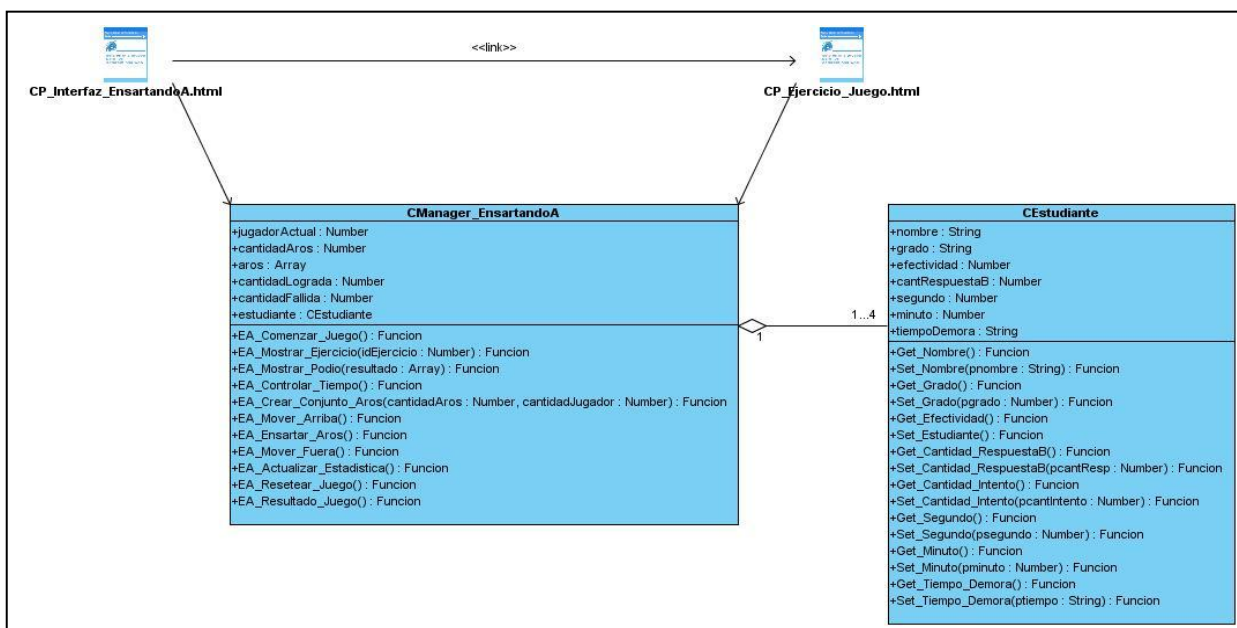 <<link>>
CP_Interfaz_EnsartandoA.html
CP_Ejercicio_Juego.html
CManager_EnsartandoA
+jugadorActual : Number
+cantidadAros : Number
+aros : Array
+cantidadLograda : Number
+cantidadFallida : Number
+estudiante : CEstudiante
+EA_Comenzar_Juego() : Funcion
+EA_Mostrar_Ejercicio(idEjercicio : Number) : Funcion
+EA_Mostrar_Podio(resultado : Array) : Funcion
+EA_Controlar_Tiempo() : Funcion
+EA_Crear_Conjunto_Aros(cantidadAros : Number, cantidadJugador : Number) : Funcion
+EA_Mover_Arriba() : Funcion
+EA_Ensartar_Aros() : Funcion
+EA_Mover_Fuera() : Funcion
+EA_Actualizar_Estadistica() : Funcion
+EA_Resetear_Juego() : Funcion
+EA_Resultado_Juego() : Funcion
1
1...4
CEstudiante
+nombre : String
+grado : String
+efectividad : Number
+cantRespuestaB : Number
+segundo : Number
+minuto : Number
+tiempoDemora : String
+Get_Nombre() : Funcion
+Set_Nombre(pnombre : String) : Funcion
+Get_Grado() : Funcion
+Set_Grado(pgrado : Number) : Funcion
+Get_Efectividad() : Funcion
+Set_Estudiante() : Funcion
+Get_Cantidad_RespuestaB() : Funcion
+Set_Cantidad_RespuestaB(pcantResp : Number) : Funcion
+Get_Cantidad_Intento() : Funcion
+Set_Cantidad_Intento(pcantIntento : Number) : Funcion
+Get_Segundo() : Funcion
+Set_Segundo(psegundo : Number) : Funcion
+Get_Minuto() : Funcion
+Set_Minuto(pminuto : Number) : Funcion
+Get_Tiempo_Demora() : Funcion
+Set_Tiempo_Demora(ptiempo : String) : Funcion